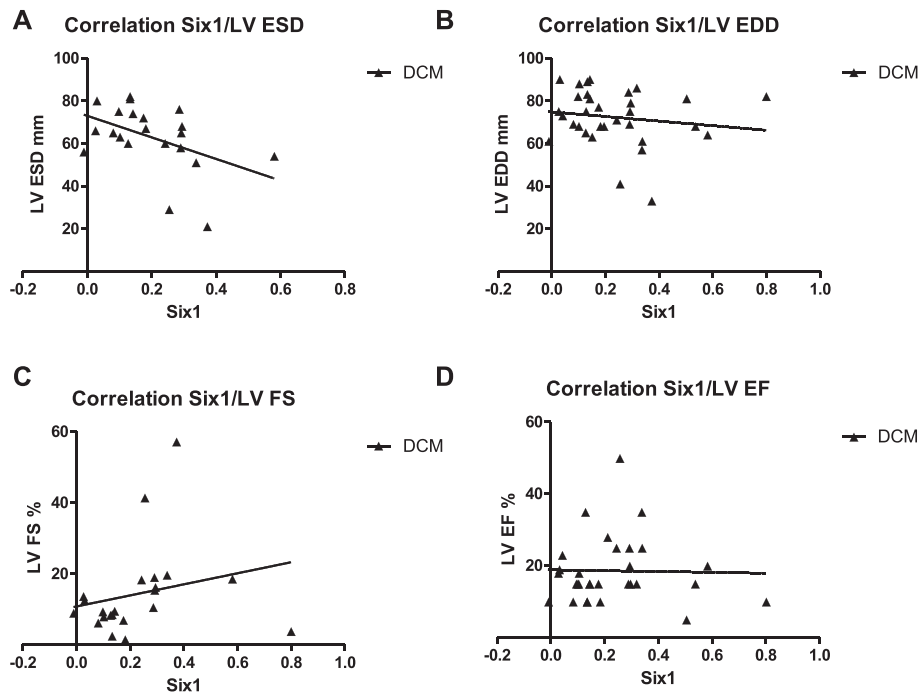 A
Correlation Six1/LV ESD
DCM
100
80
60
40
20
LV ESD mm
-0.2 0.0 0.2 0.4 0.6 0.8
Six1
B
Correlation Six1/LV EDD
DCM
100
80
60
40
20
LV EDD mm
-0.2 0.0 0.2 0.4 0.6 0.8 1.0
Six1
C
Correlation Six1/LV FS
DCM
60
40
20
LV FS %
-0.2 0.0 0.2 0.4 0.6 0.8 1.0
Six1
D
Correlation Six1/LV EF
DCM
60
40
20
LV EF %
-0.2 0.0 0.2 0.4 0.6 0.8 1.0
Six1